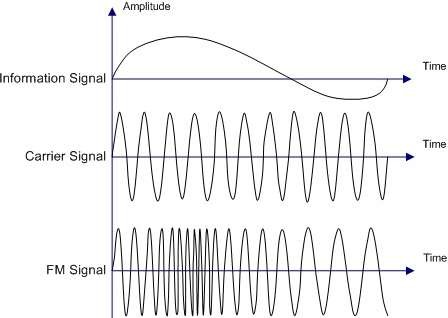 Amplitude
Time
Information Signal
Time
Carrier Signal
Time
FM Signal